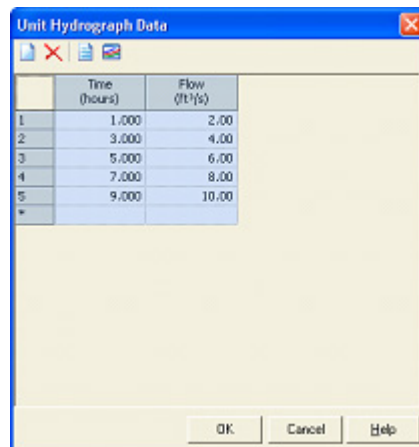 Unit Hydrograph Data
Time (hours) Flow (ft³/s)
1 1.000 2.00
2 3.000 4.00
3 5.000 6.00
4 7.000 8.00
5 9.000 10.00
*
OK Cancel Help